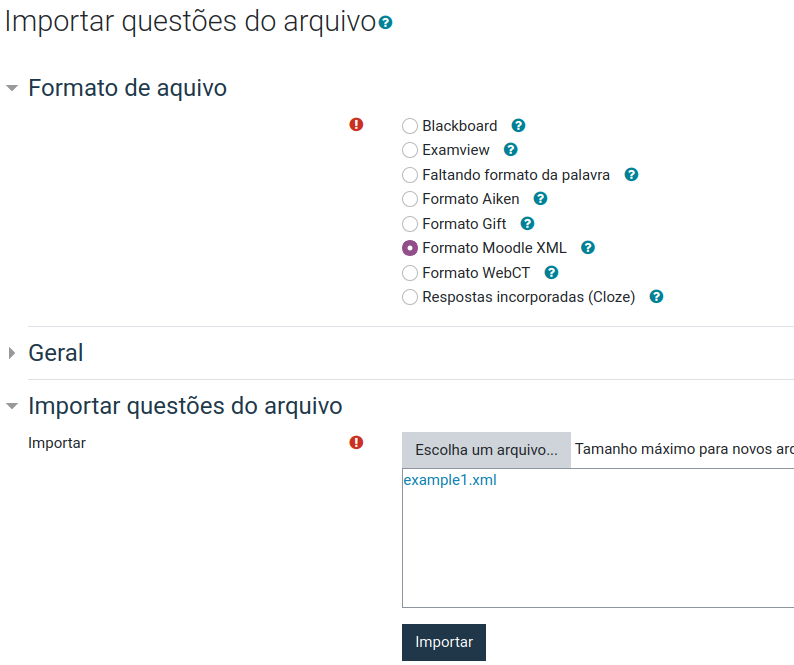 Importar questões do arquivo
Formato de aquivo
Blackboard
Examview
Faltando formato da palavra
Formato Aiken
Formato Gift
Formato Moodle XML
Formato WebCT
Respostas incorporadas (Cloze)
Geral
Importar questões do arquivo
Importar
Escolha um arquivo... Tamanho máximo para novos arq
example1.xml
Importar